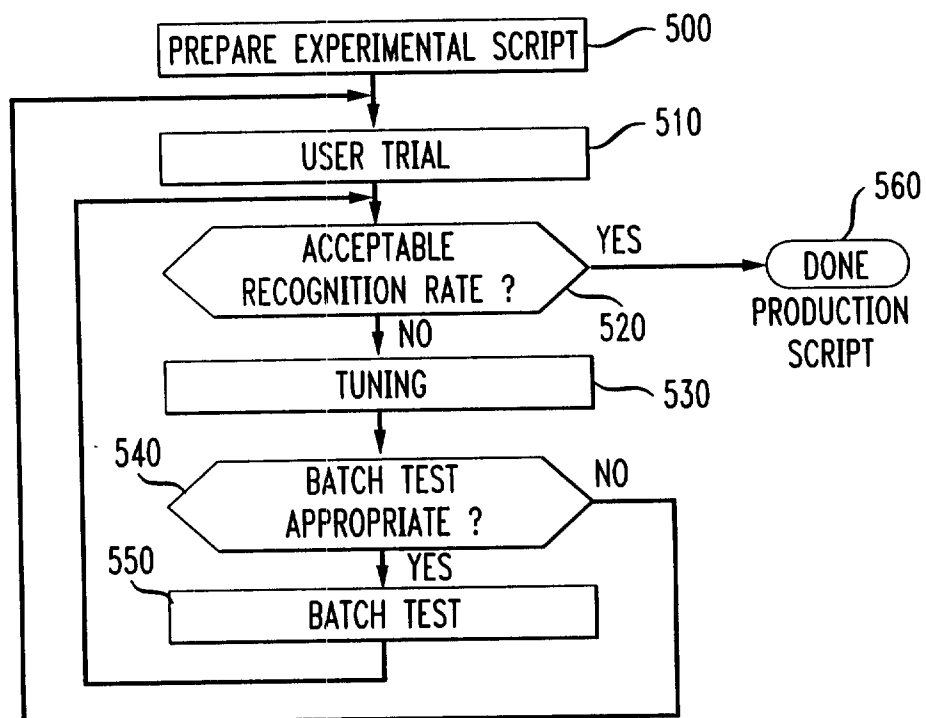 PREPARE EXPERIMENTAL SCRIPT
500
USER TRIAL
510
ACCEPTABLE
RECOGNITION RATE ?
520
YES
560
DONE
PRODUCTION
SCRIPT
NO
TUNING
530
540
BATCH TEST
APPROPRIATE ?
NO
YES
550
BATCH TEST